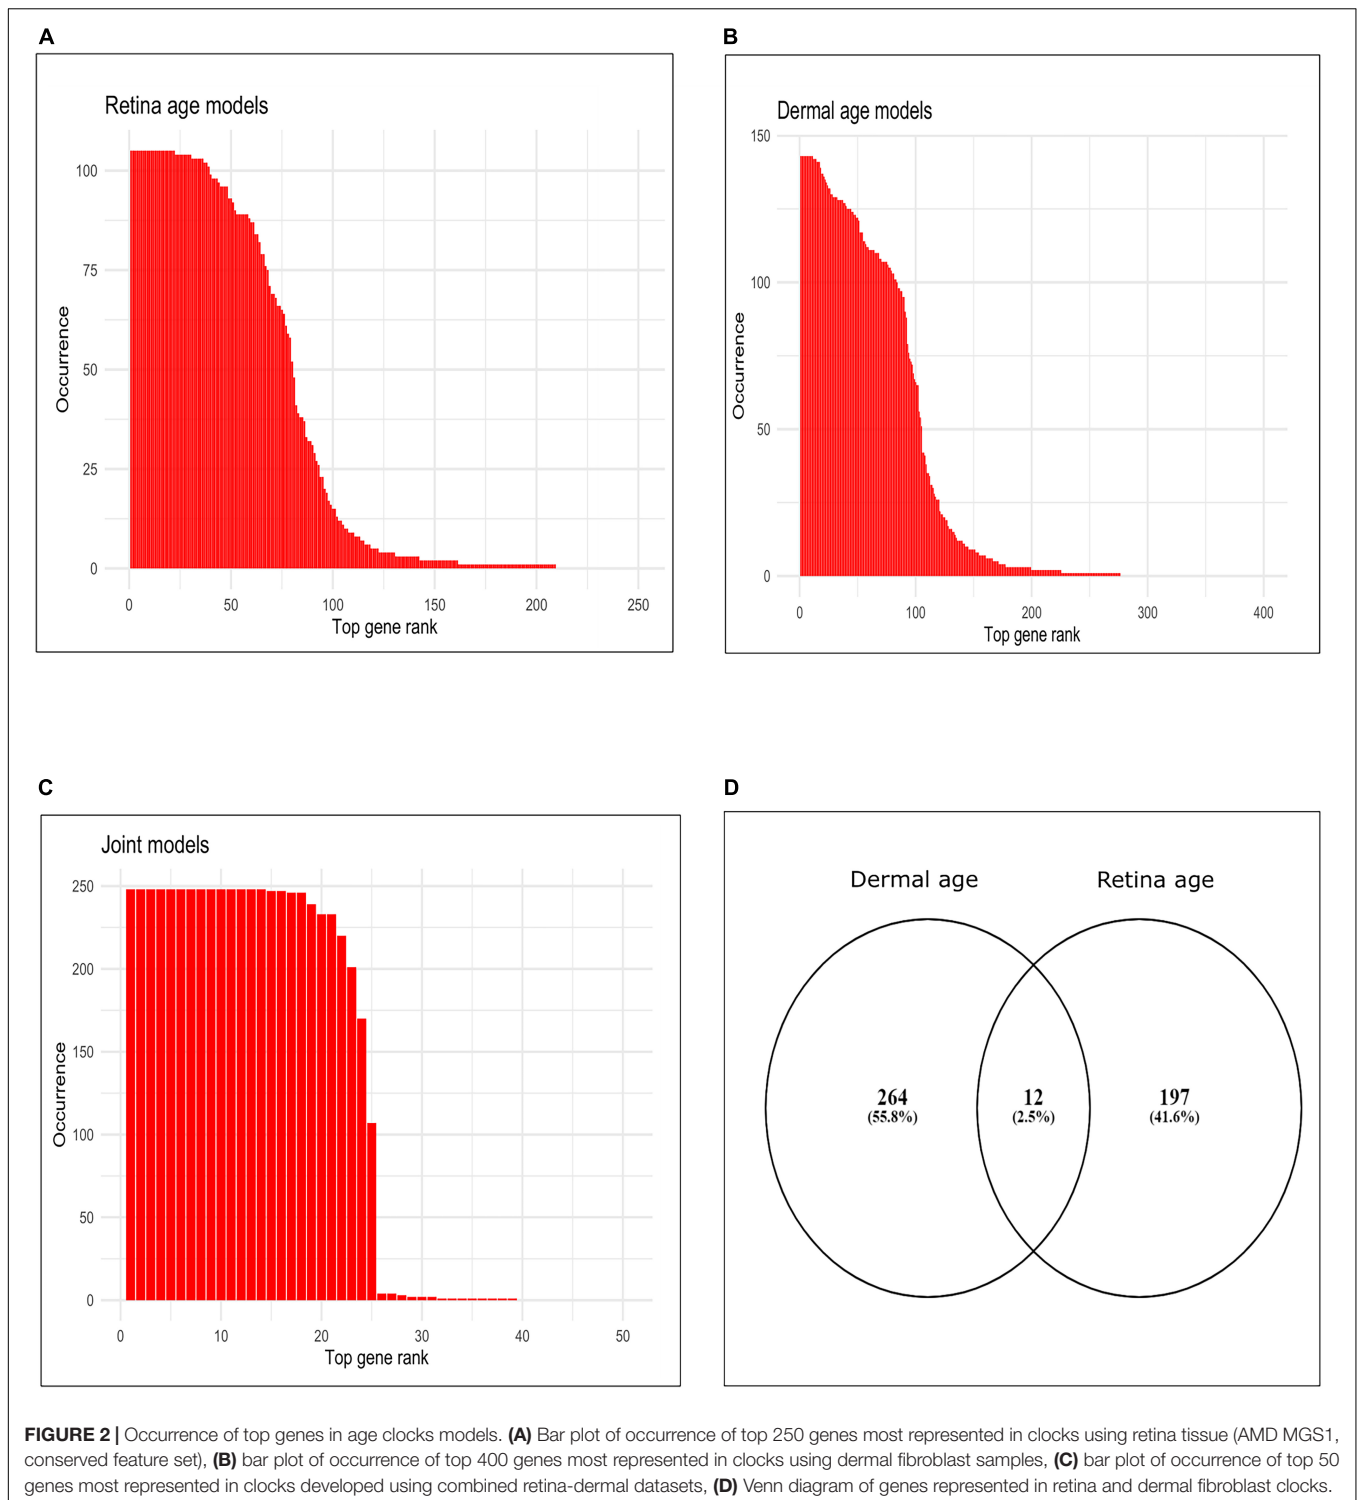 A
Retina age models
100
75
50
25
0
Occurrence
0 50 100 150 200 250
Top gene rank
B
Dermal age models
150
100
50
0
Occurrence
0 100 200 300 400
Top gene rank
C
Joint models
250
200
150
100
50
0
Occurrence
0 10 20 30 40 50
Top gene rank
D
Dermal age Retina age
264 12 197
(55.8%) (2.5%) (41.6%)
FIGURE 2 | Occurrence of top genes in age clocks models. (A) Bar plot of occurrence of top 250 genes most represented in clocks using retina tissue (AMD MGS1,
conserved feature set), (B) bar plot of occurrence of top 400 genes most represented in clocks using dermal fibroblast samples, (C) bar plot of occurrence of top 50
genes most represented in clocks developed using combined retina-dermal datasets, (D) Venn diagram of genes represented in retina and dermal fibroblast clocks.